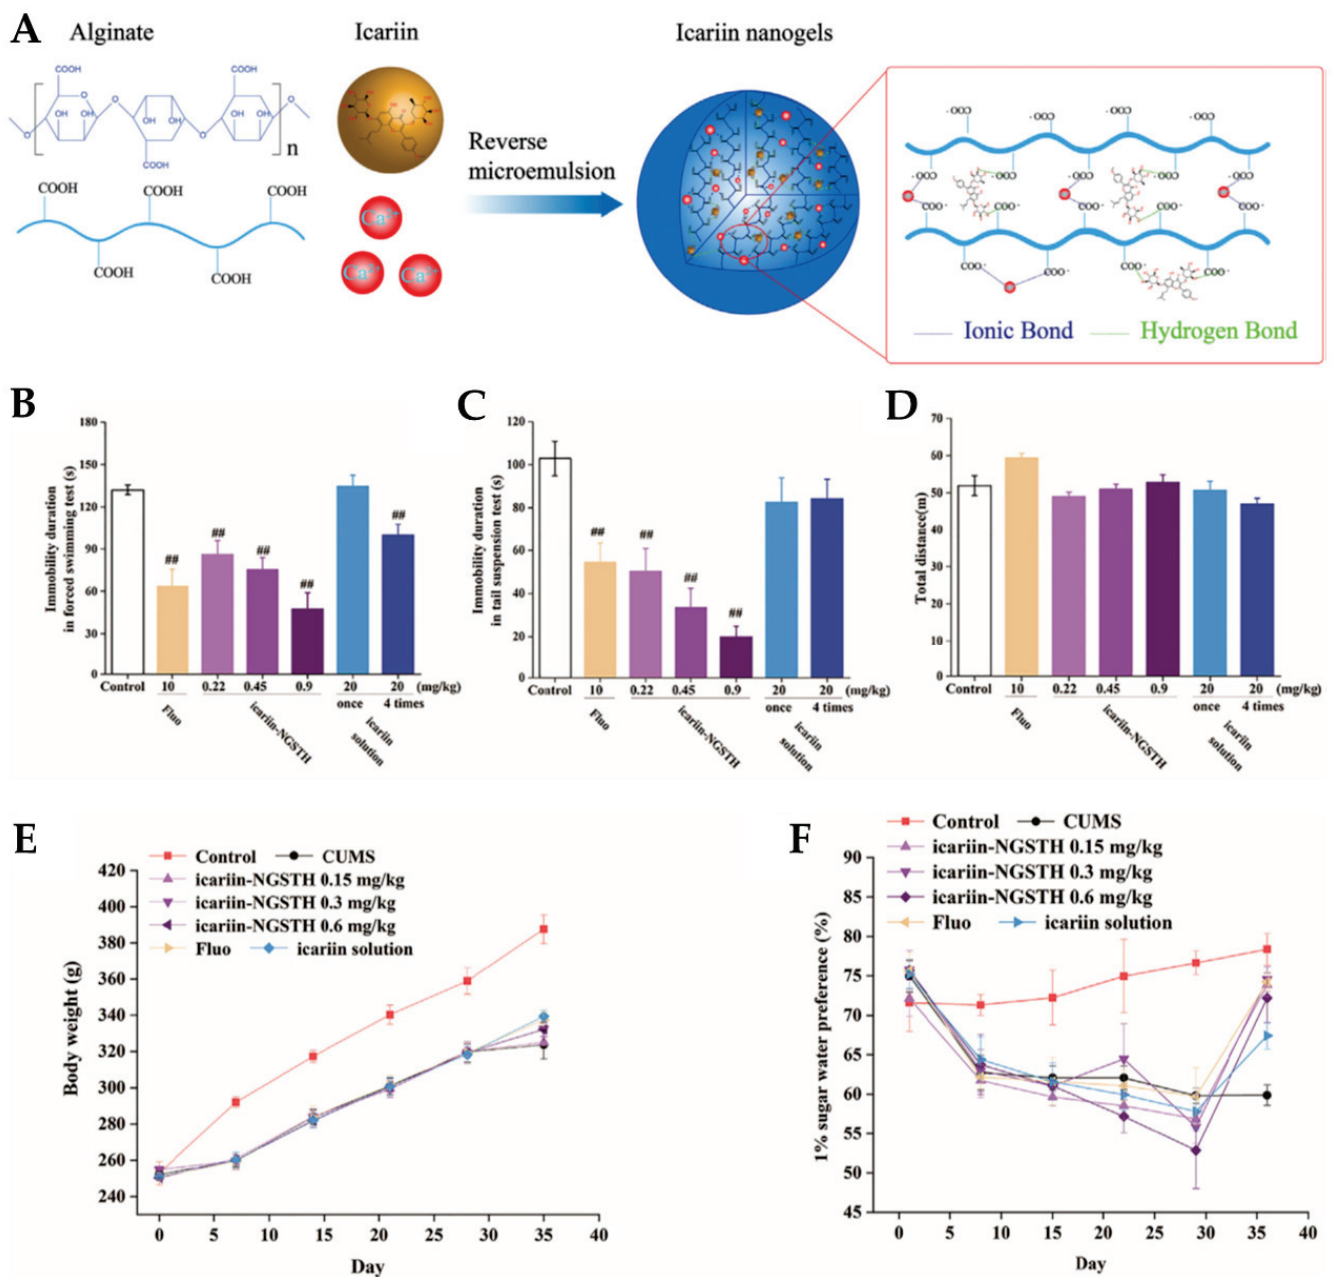 A
Alginate
Icariin
Icariin nanogels
COOH
COOH
O
O
O
O
O
OH
OH
OH
OH
OH
OH
n
COOH
COOH
COOH
COOH
COOH
COOH
Ca²⁺
Ca²⁺
Ca²⁺
Reverse
microemulsion
Ionic Bond
Hydrogen Bond
B
Immobility duration
in forced swimming test (s)
180
150
120
90
60
30
0
##
##
##
##
##
Control
10
0.22
0.45
0.9
20
20
(mg/kg)
once
4 times
Fluo
icariin-NGSTH
icariin
solution
C
Immobility duration
in tail suspension test (s)
120
100
80
60
40
20
0
##
##
##
##
Control
10
0.22
0.45
0.9
20
20
(mg/kg)
once
4 times
Fluo
icariin-NGSTH
icariin
solution
D
Total distance(m)
70
60
50
40
30
20
10
0
Control
10
0.22
0.45
0.9
20
20
(mg/kg)
once
4 times
Fluo
icariin-NGSTH
icariin
solution
E
Control
CUMS
icariin-NGSTH 0.15 mg/kg
icariin-NGSTH 0.3 mg/kg
icariin-NGSTH 0.6 mg/kg
Fluo
icariin solution
Body weight (g)
420
400
380
360
340
320
300
280
260
240
0
5
10
15
20
25
30
35
40
Day
F
Control
CUMS
icariin-NGSTH 0.15 mg/kg
icariin-NGSTH 0.3 mg/kg
icariin-NGSTH 0.6 mg/kg
Fluo
icariin solution
1% sugar water preference (%)
90
85
80
75
70
65
60
55
50
45
0
5
10
15
20
25
30
35
40
Day